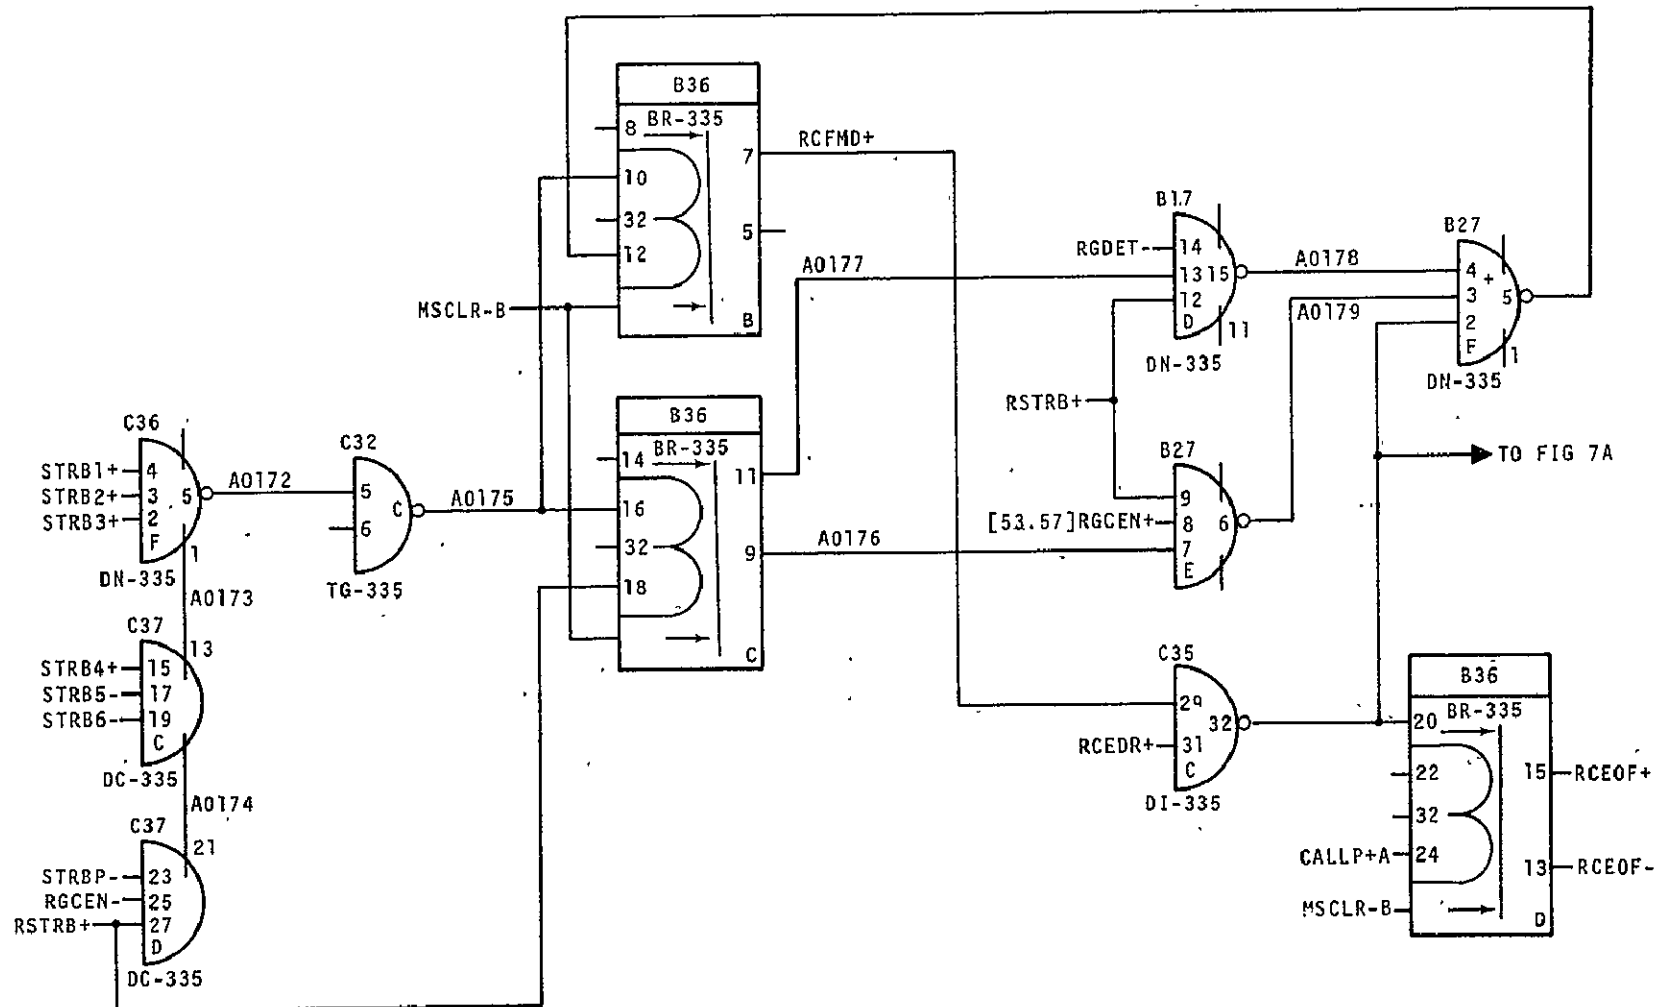 B36
BR-335
8
10
32
12
7
5
B
RCFMD+
MSCLR-B
B36
BR-335
14
16
32
18
11
9
C
A0177
A0176
C36
STRB1+
STRB2+
STRB3+
4
3
2
F
5
1
DN-335
A0172
A0173
C32
5
6
C
TG-335
A0175
C37
STRB4+
STRB5-
STRB6-
15
17
19
C
13
DC-335
A0174
C37
STRBP-
RGCEN-
RSTRB+
23
25
27
D
21
DC-335
B17
RGDET-
14
13
12
D
15
11
DN-335
A0178
RSTRB+
B27
[53.57]RGCEN+
9
8
7
E
6
A0179
B27
4
3
2
F
+
5
1
DN-335
TO FIG 7A
C35
29
RCEDR+
31
C
32
DI-335
B36
BR-335
20
22
32
CALLP+A
24
MSCLR-B
15
RCEOF+
13
RCEOF-
D